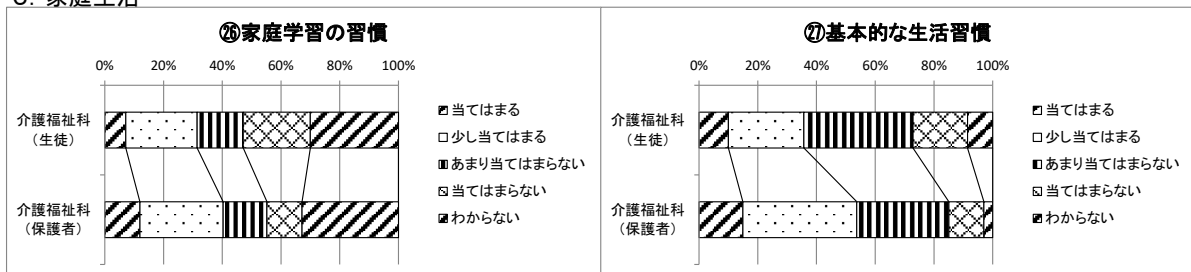 ㉖家庭学習の習慣
0% 20% 40% 60% 80% 100%
介護福祉科
（生徒）
介護福祉科
（保護者）
当てはまる
少し当てはまる
あまり当てはまらない
当てはまらない
わからない
㉗基本的な生活習慣
0% 20% 40% 60% 80% 100%
介護福祉科
（生徒）
介護福祉科
（保護者）
当てはまる
少し当てはまる
あまり当てはまらない
当てはまらない
わからない